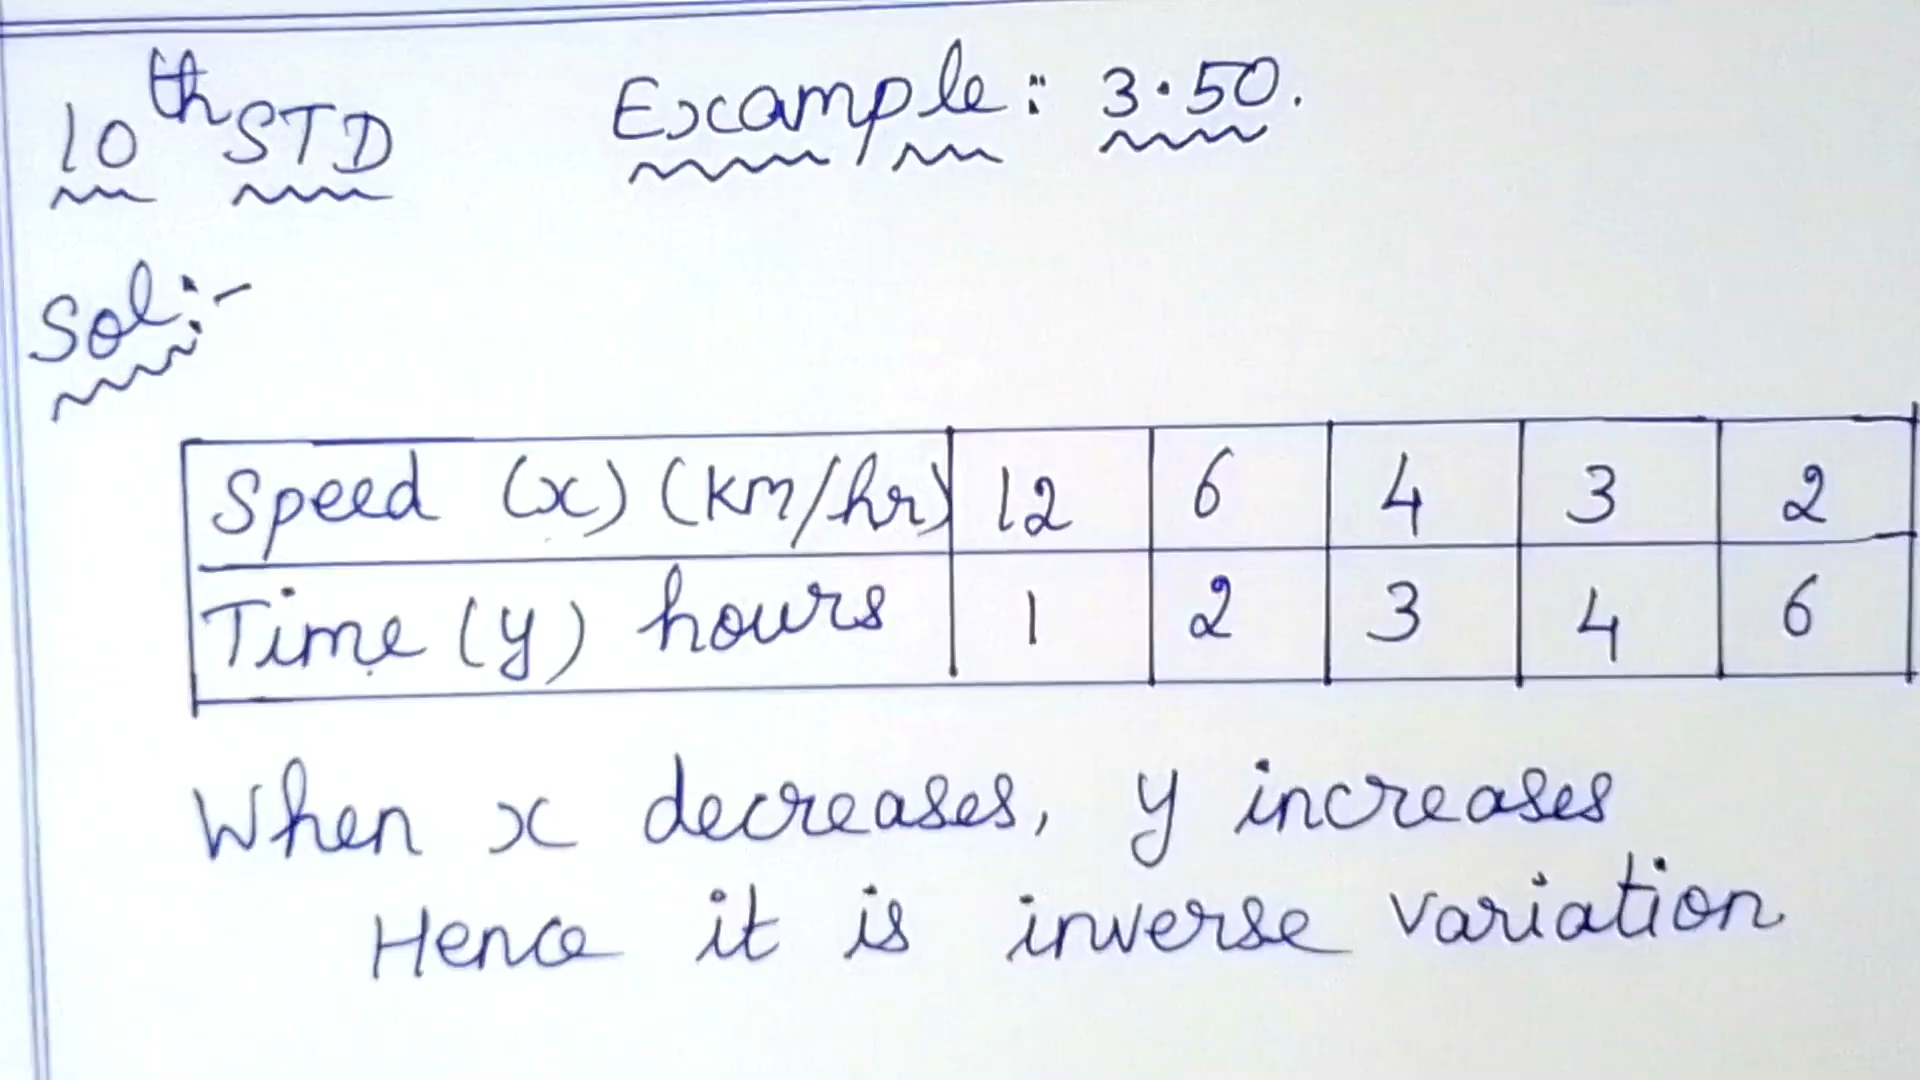 10th STD Example: 3.50.
Sol:-
Speed (x) (km/hr) 12 6 4 3 2
Time (y) hours 1 2 3 4 6
When x decreases, y increases
Hence it is inverse variation